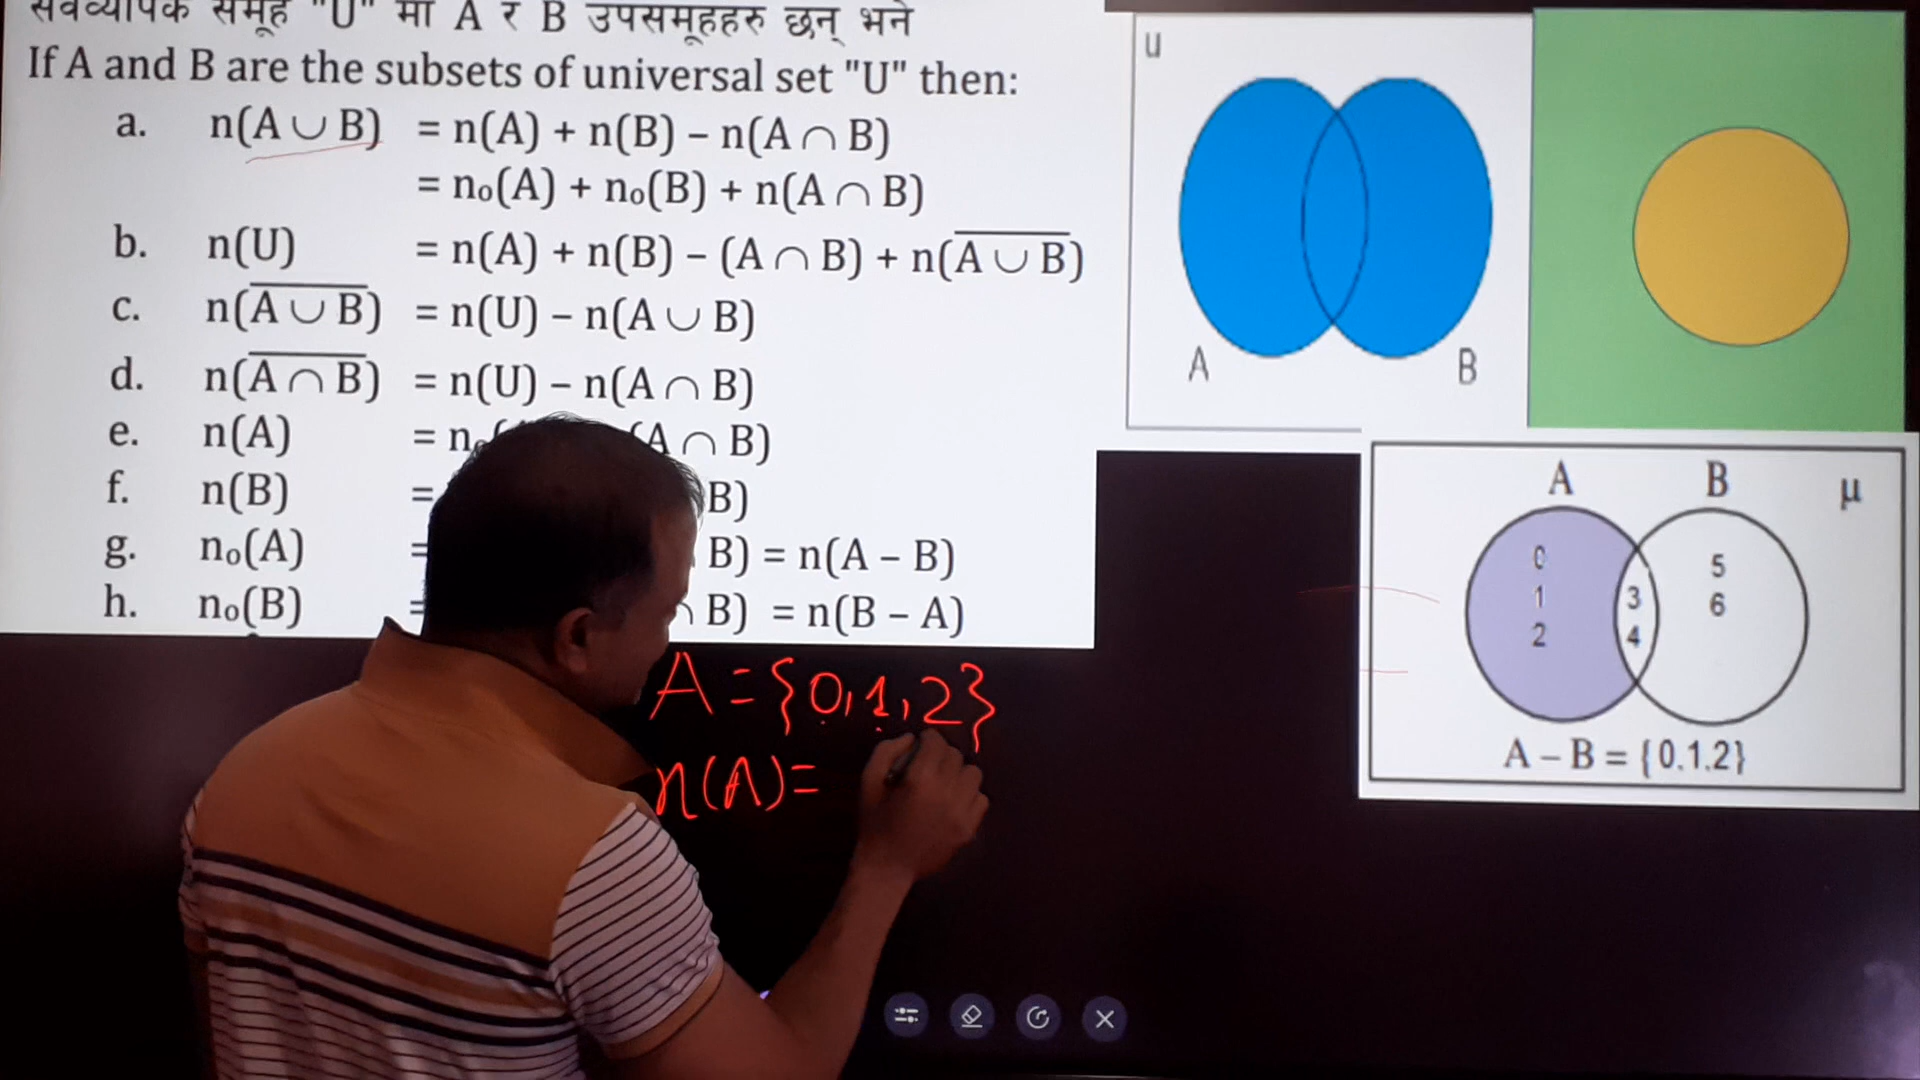 सर्वव्यापक समूह "U" मा A र B उपसमूहहरु छन् भने
If A and B are the subsets of universal set "U" then:
a. n(A ∪ B) = n(A) + n(B) – n(A ∩ B)
= n₀(A) + n₀(B) + n(A ∩ B)
b. n(U) = n(A) + n(B) – (A ∩ B) + n(A̅ ̅∪̅ ̅B̅)
c. n(A̅ ̅∪̅ ̅B̅) = n(U) – n(A ∪ B)
d. n(A̅ ̅∩̅ ̅B̅) = n(U) – n(A ∩ B)
e. n(A) = n₀( (A ∩ B)
f. n(B) = B)
g. n₀(A) = B) = n(A – B)
h. n₀(B) = ∩ B) = n(B – A)
A = {0, 1, 2}
n(A) =
u
A B
A B μ
0
1
2
3
4
5
6
A – B = {0.1.2}